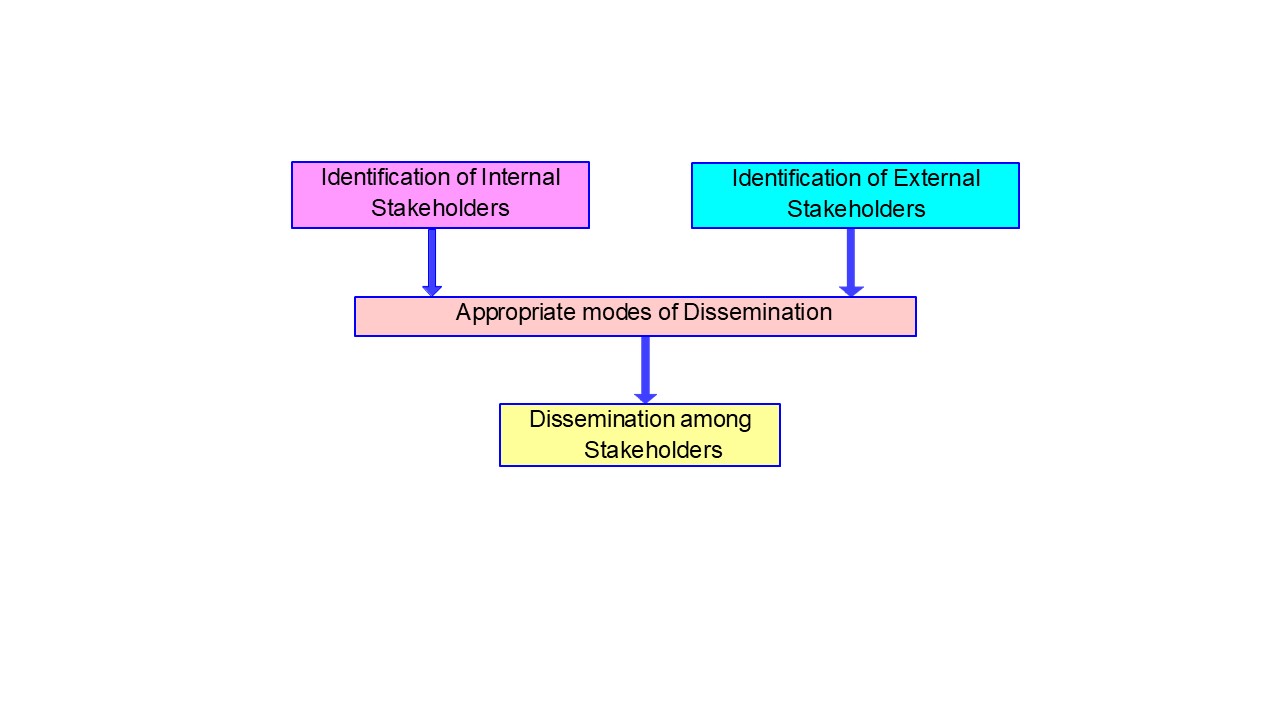 Identification of Internal
Stakeholders
Identification of External
Stakeholders
Appropriate modes of Dissemination
Dissemination among
Stakeholders